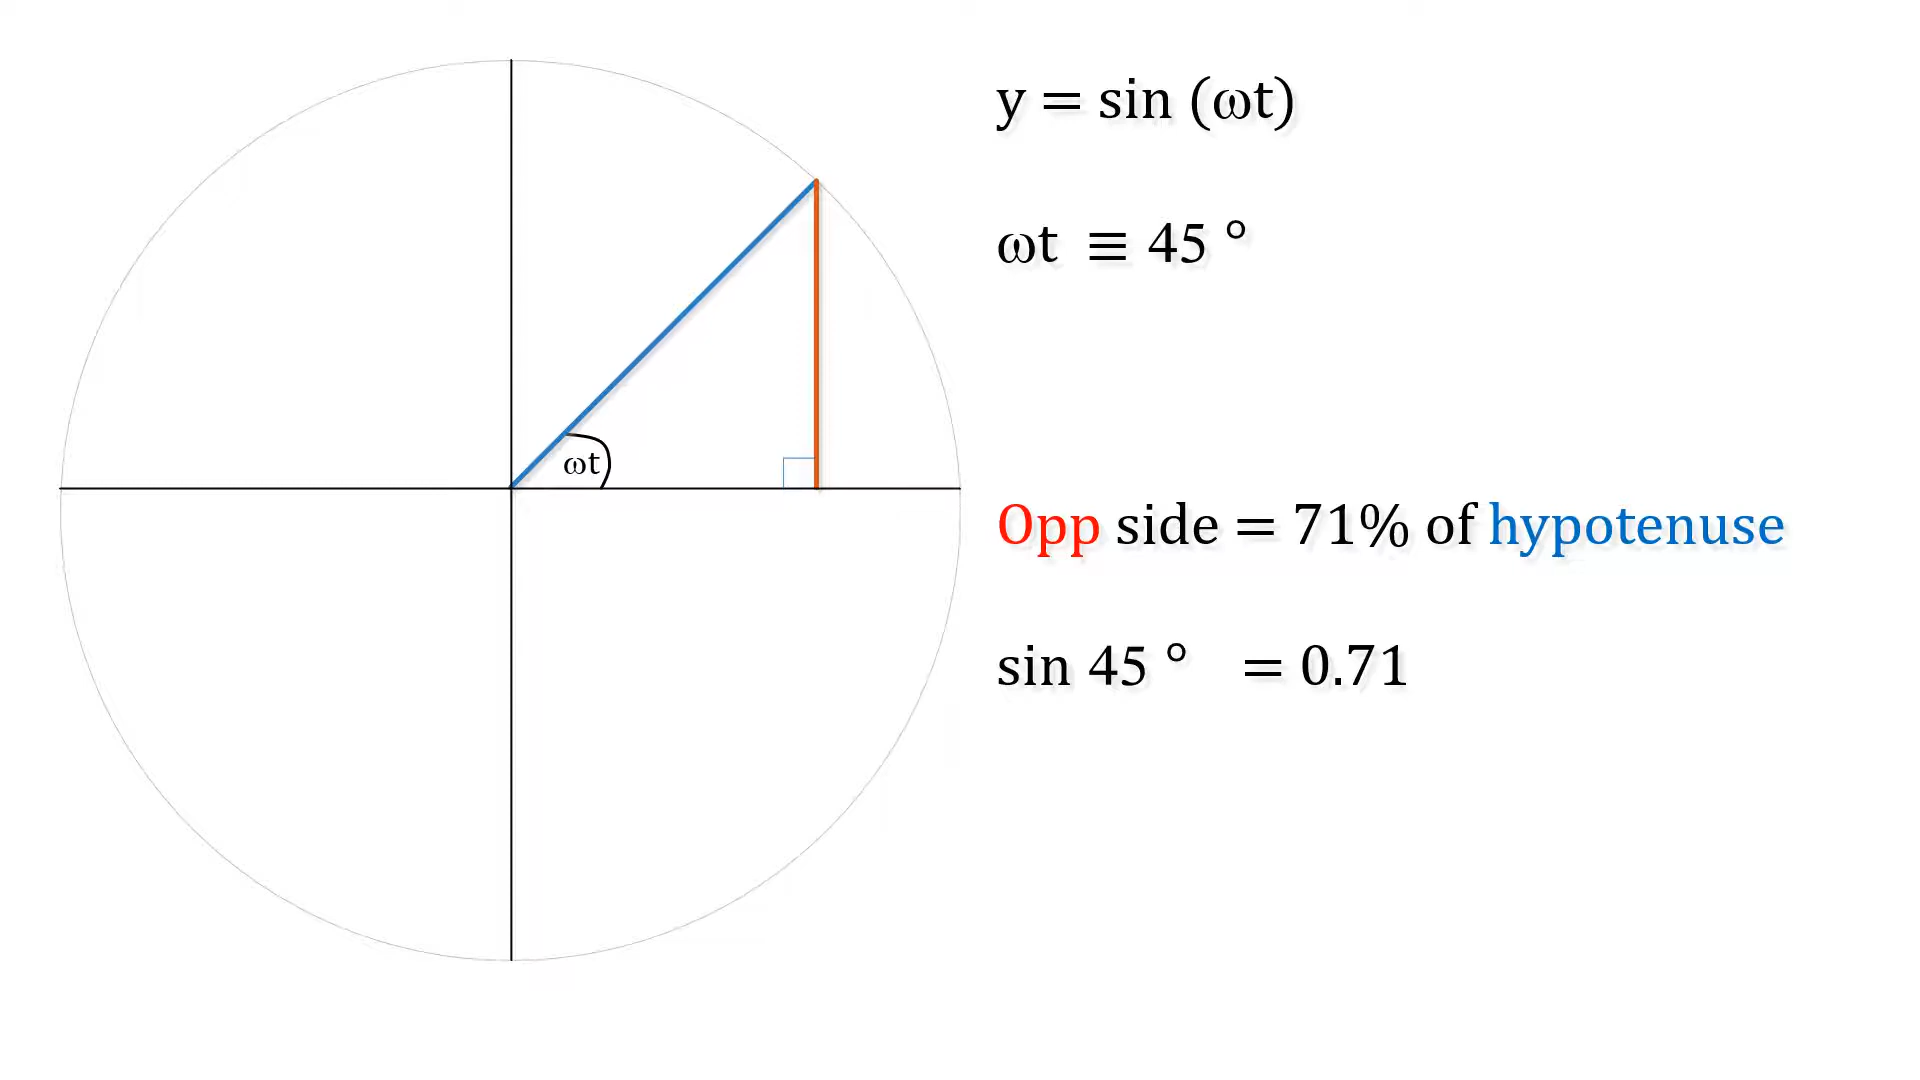 y = sin (ωt)
ωt ≡ 45 °
ωt
Opp side = 71% of hypotenuse
sin 45 ° = 0.71